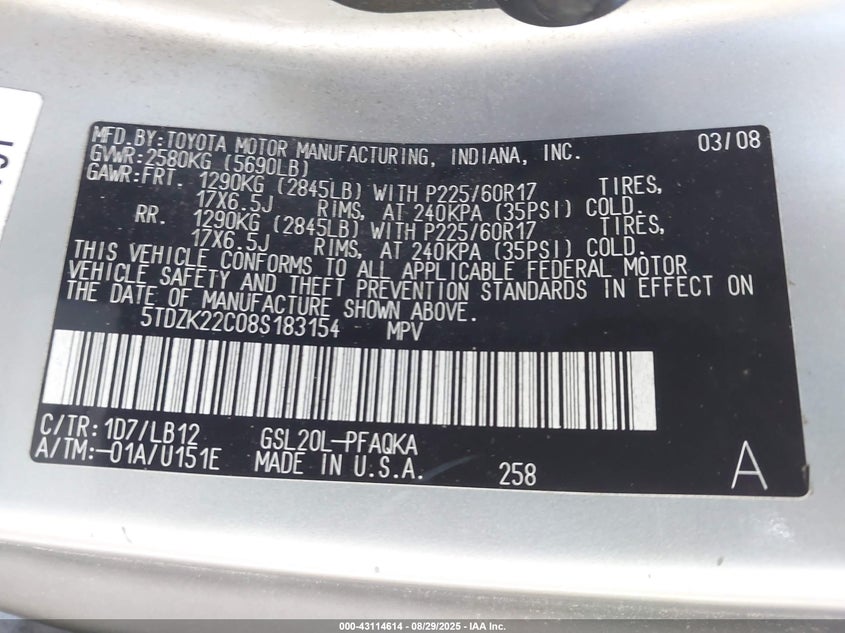 MFD. BY: TOYOTA MOTOR MANUFACTURING, INDIANA, INC. 03/08
GVWR: 2580KG (5690LB)
GAWR: FRT. 1290KG (2845LB) WITH P225/60R17 TIRES,
17X6.5J RIMS, AT 240KPA (35PSI) COLD.
RR. 1290KG (2845LB) WITH P225/60R17 TIRES,
17X6.5J RIMS, AT 240KPA (35PSI) COLD.
THIS VEHICLE CONFORMS TO ALL APPLICABLE FEDERAL MOTOR
VEHICLE SAFETY AND THEFT PREVENTION STANDARDS IN EFFECT ON
THE DATE OF MANUFACTURE SHOWN ABOVE.
5TDZK22C08S183154 MPV
C/TR: 1D7/LB12 GSL20L-PFAQKA
A/TM: -01A/U151E MADE IN U.S.A. 258 A
000-43114614 - 08/29/2025 - IAA Inc.